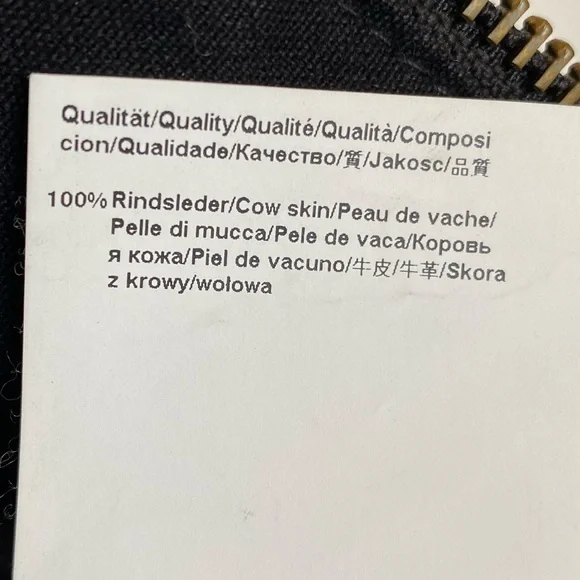 Qualität/Quality/Qualité/Qualità/Composi
cion/Qualidade/Качество/質/Jakosc/品質
100% Rindsleder/Cow skin/Peau de vache/
Pelle di mucca/Pele de vaca/Коровь
я кожа/Piel de vacuno/牛皮/牛革/Skora
z krowy/wołowa